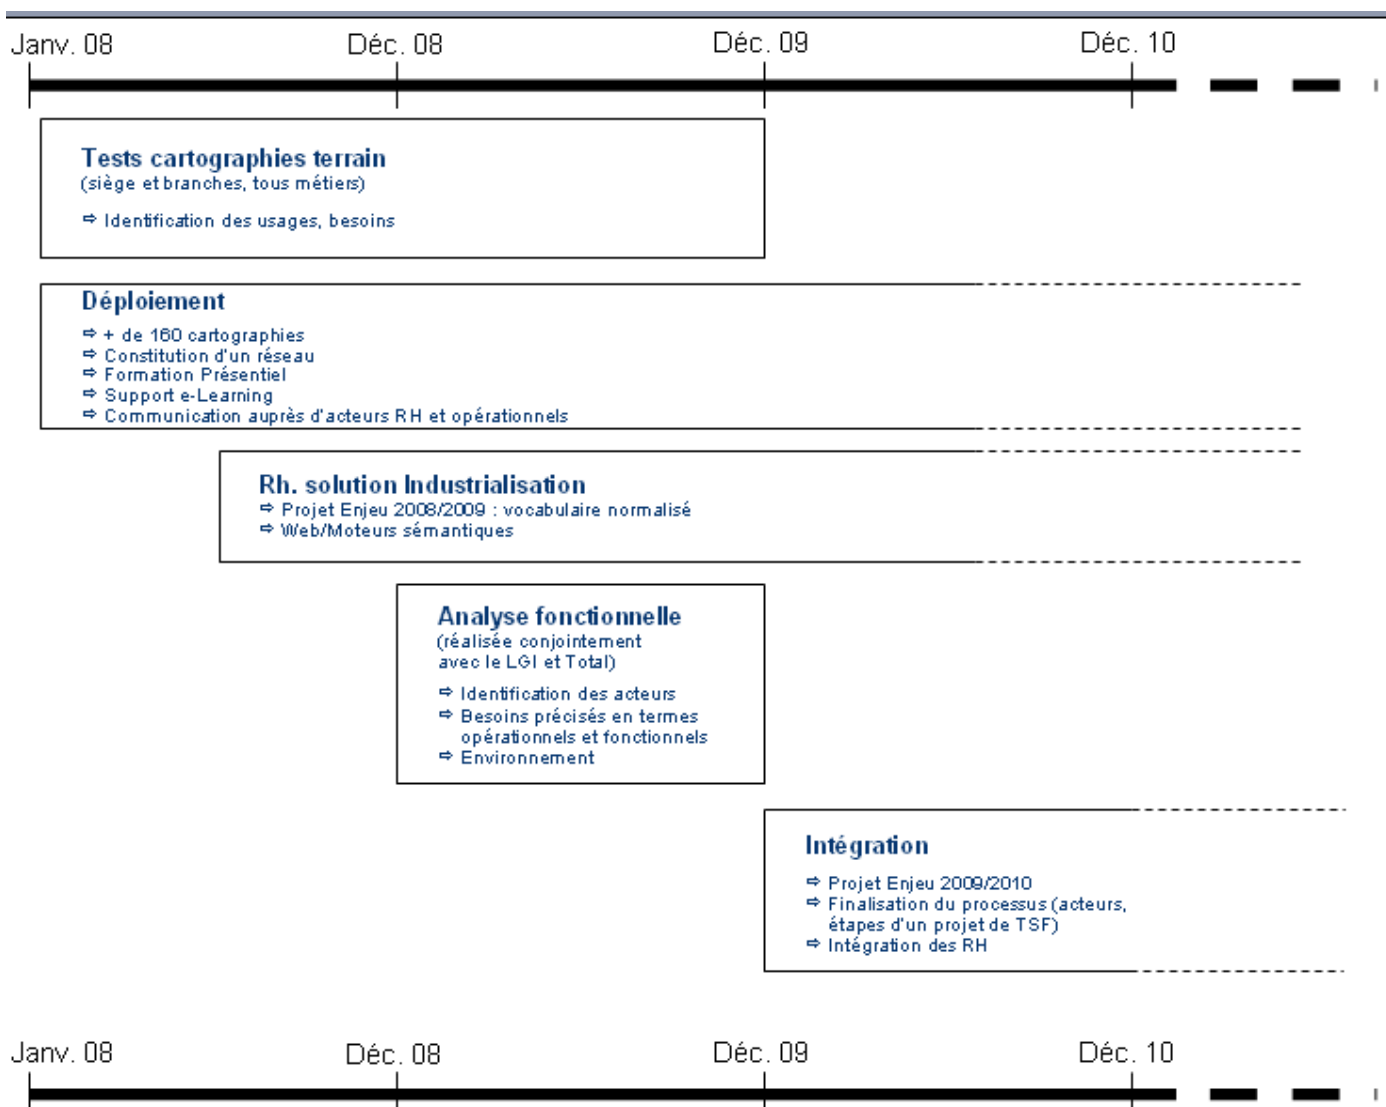 Janv. 08 Déc. 08 Déc. 09 Déc. 10
Tests cartographies terrain
(siège et branches, tous métiers)
⇨ Identification des usages, besoins
Déploiement
⇨ + de 160 cartographies
⇨ Constitution d'un réseau
⇨ Formation Présentiel
⇨ Support e-Learning
⇨ Communication auprès d'acteurs RH et opérationnels
Rh. solution Industrialisation
⇨ Projet Enjeu 2008/2009 : vocabulaire normalisé
⇨ Web/Moteurs sémantiques
Analyse fonctionnelle
(réalisée conjointement
avec le LGI et Total)
⇨ Identification des acteurs
⇨ Besoins précisés en termes
opérationnels et fonctionnels
⇨ Environnement
Intégration
⇨ Projet Enjeu 2009/2010
⇨ Finalisation du processus (acteurs,
étapes d'un projet de TSF)
⇨ Intégration des RH
Janv. 08 Déc. 08 Déc. 09 Déc. 10